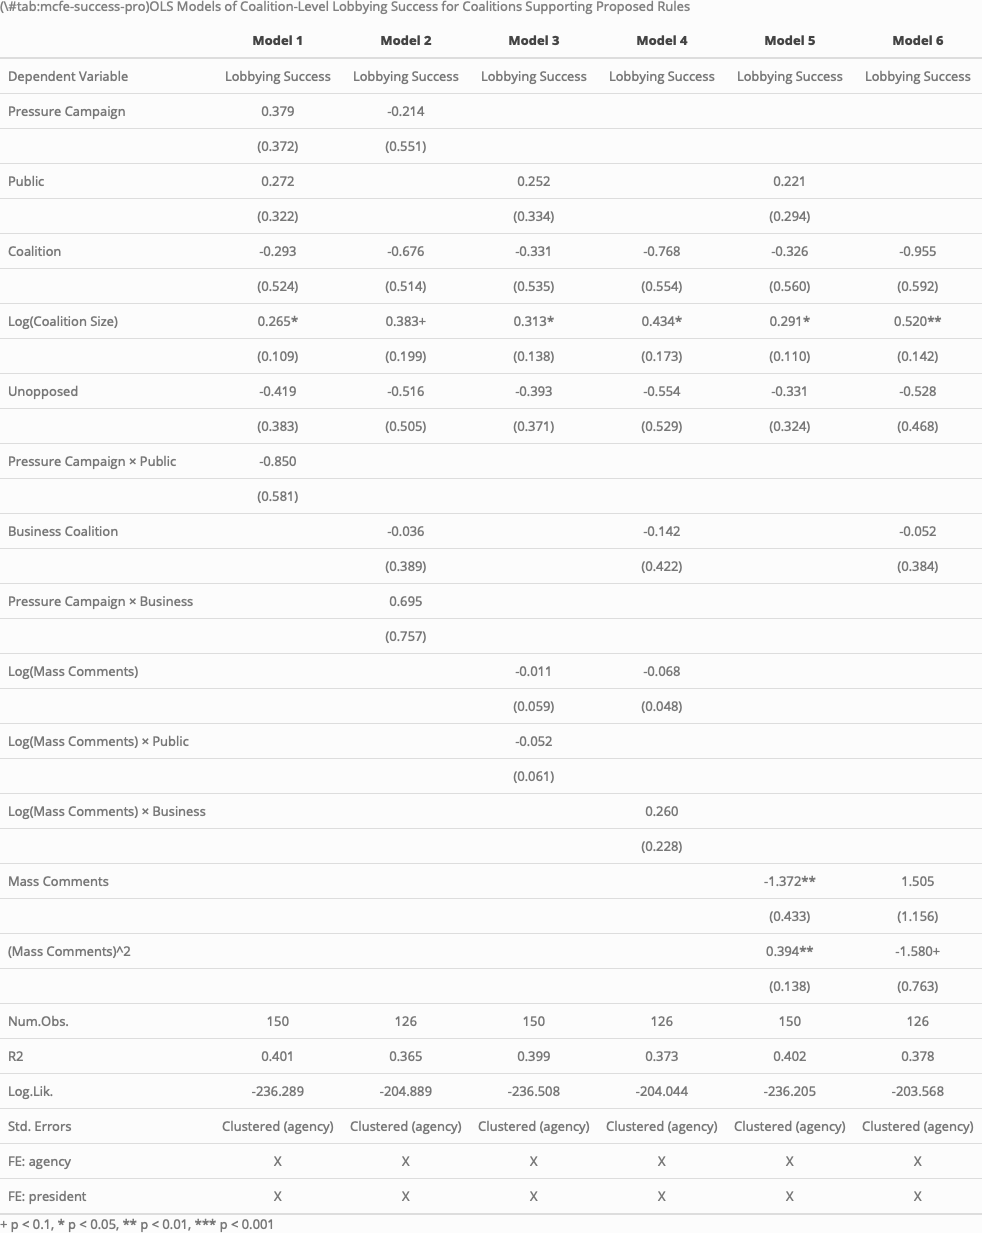 (\#tab:mcfe-success-pro)OLS Models of Coalition-Level Lobbying Success for Coalitions Supporting Proposed Rules
Model 1 Model 2 Model 3 Model 4 Model 5 Model 6
Dependent Variable Lobbying Success Lobbying Success Lobbying Success Lobbying Success Lobbying Success Lobbying Success
Pressure Campaign 0.379 -0.214
(0.372) (0.551)
Public 0.272 0.252 0.221
(0.322) (0.334) (0.294)
Coalition -0.293 -0.676 -0.331 -0.768 -0.326 -0.955
(0.524) (0.514) (0.535) (0.554) (0.560) (0.592)
Log(Coalition Size) 0.265* 0.383+ 0.313* 0.434* 0.291* 0.520**
(0.109) (0.199) (0.138) (0.173) (0.110) (0.142)
Unopposed -0.419 -0.516 -0.393 -0.554 -0.331 -0.528
(0.383) (0.505) (0.371) (0.529) (0.324) (0.468)
Pressure Campaign × Public -0.850
(0.581)
Business Coalition -0.036 -0.142 -0.052
(0.389) (0.422) (0.384)
Pressure Campaign × Business 0.695
(0.757)
Log(Mass Comments) -0.011 -0.068
(0.059) (0.048)
Log(Mass Comments) × Public -0.052
(0.061)
Log(Mass Comments) × Business 0.260
(0.228)
Mass Comments -1.372** 1.505
(0.433) (1.156)
(Mass Comments)^2 0.394** -1.580+
(0.138) (0.763)
Num.Obs. 150 126 150 126 150 126
R2 0.401 0.365 0.399 0.373 0.402 0.378
Log.Lik. -236.289 -204.889 -236.508 -204.044 -236.205 -203.568
Std. Errors Clustered (agency) Clustered (agency) Clustered (agency) Clustered (agency) Clustered (agency) Clustered (agency)
FE: agency X X X X X X
FE: president X X X X X X
+ p < 0.1, * p < 0.05, ** p < 0.01, *** p < 0.001